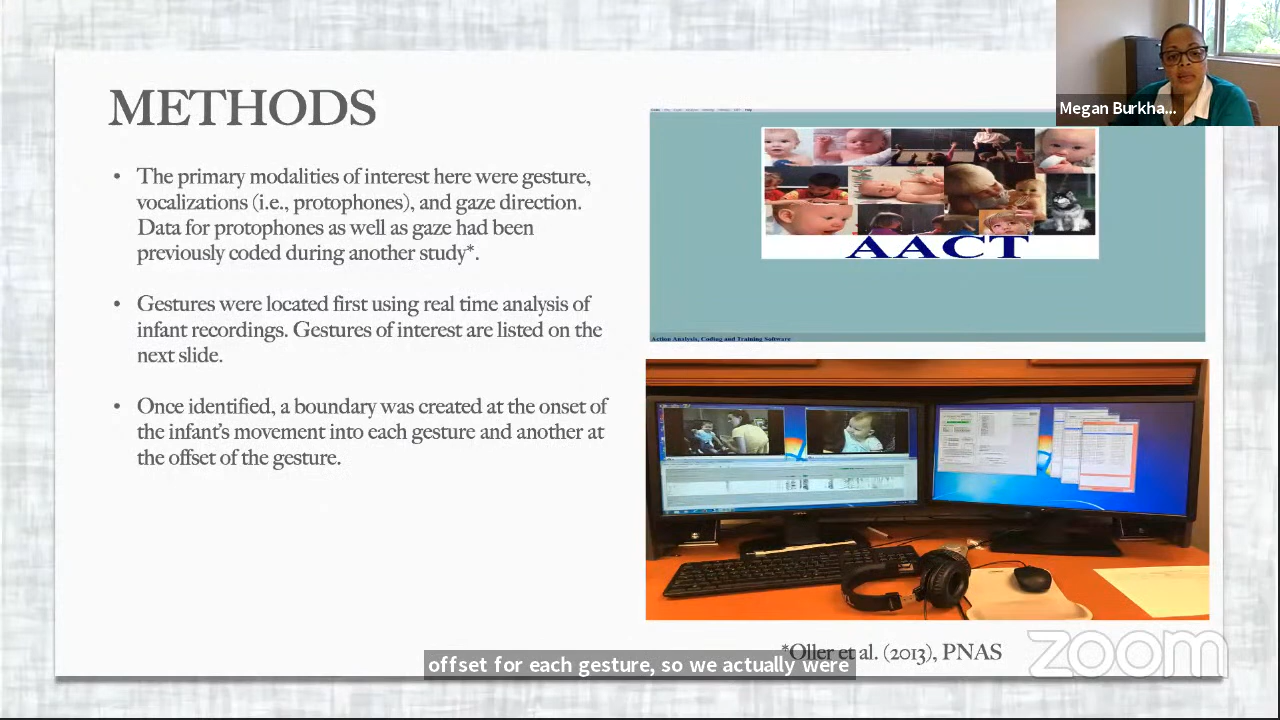 METHODS
Megan Burkha...
• The primary modalities of interest here were gesture,
vocalizations (i.e., protophones), and gaze direction.
Data for protophones as well as gaze had been
previously coded during another study*.
• Gestures were located first using real time analysis of
infant recordings. Gestures of interest are listed on the
next slide.
• Once identified, a boundary was created at the onset of
the infant's movement into each gesture and another at
the offset of the gesture.
AACT
Action Analysis, Coding and Training Software
*Oller et al. (2013), PNAS
offset for each gesture, so we actually were
zoom